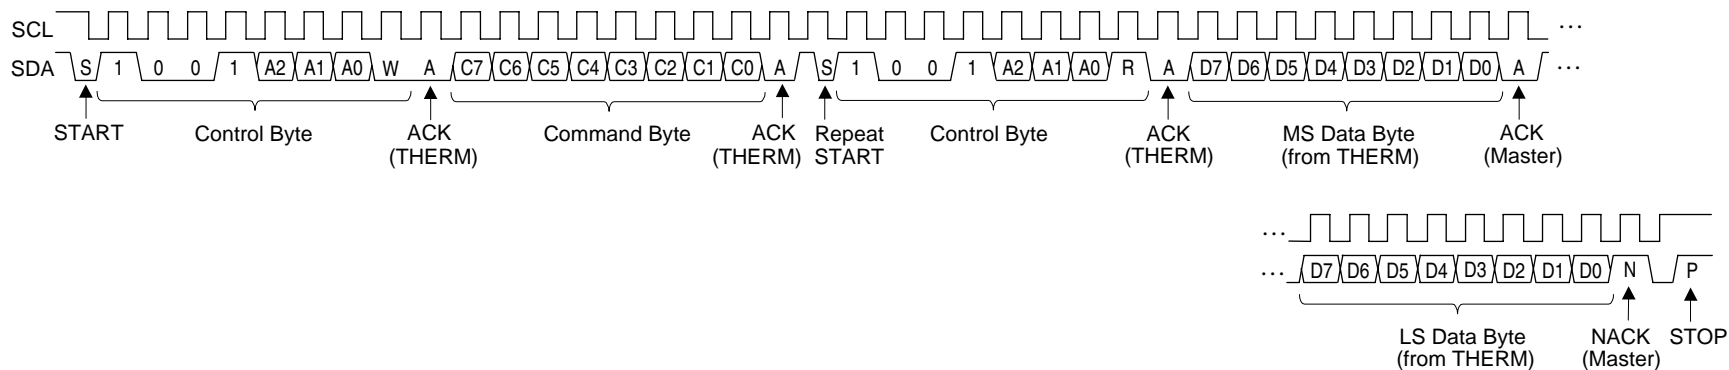 SCL ...
SDA S 1 0 0 1 A2 A1 A0 W A C7 C6 C5 C4 C3 C2 C1 C0 A S 1 0 0 1 A2 A1 A0 R A D7 D6 D5 D4 D3 D2 D1 D0 A ...
START Control Byte ACK Command Byte ACK Repeat Control Byte ACK MS Data Byte ACK
(THERM) (THERM) START (THERM) (from THERM) (Master)
...
... D7 D6 D5 D4 D3 D2 D1 D0 N P
LS Data Byte NACK STOP
(from THERM) (Master)